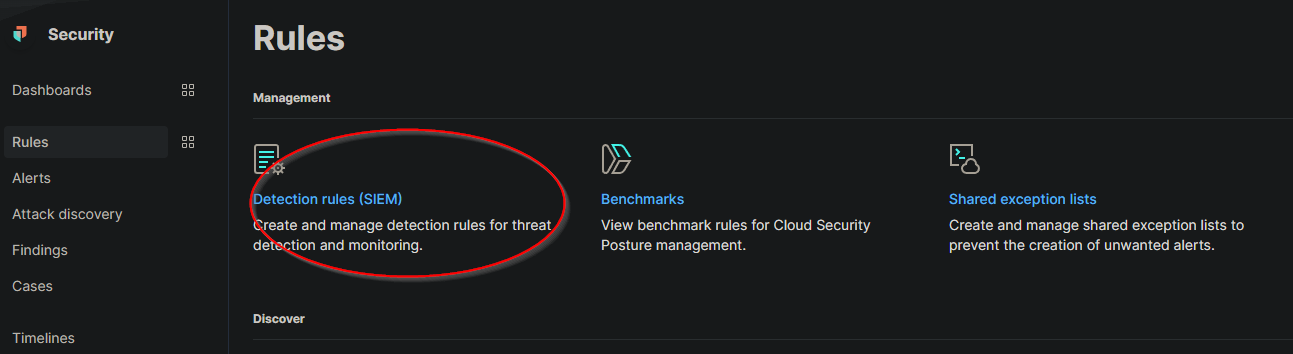 Security
Dashboards
Rules
Alerts
Attack discovery
Findings
Cases
Timelines
Rules
Management
Detection rules (SIEM)
Create and manage detection rules for threat
detection and monitoring.
Benchmarks
View benchmark rules for Cloud Security
Posture management.
Shared exception lists
Create and manage shared exception lists to
prevent the creation of unwanted alerts.
Discover